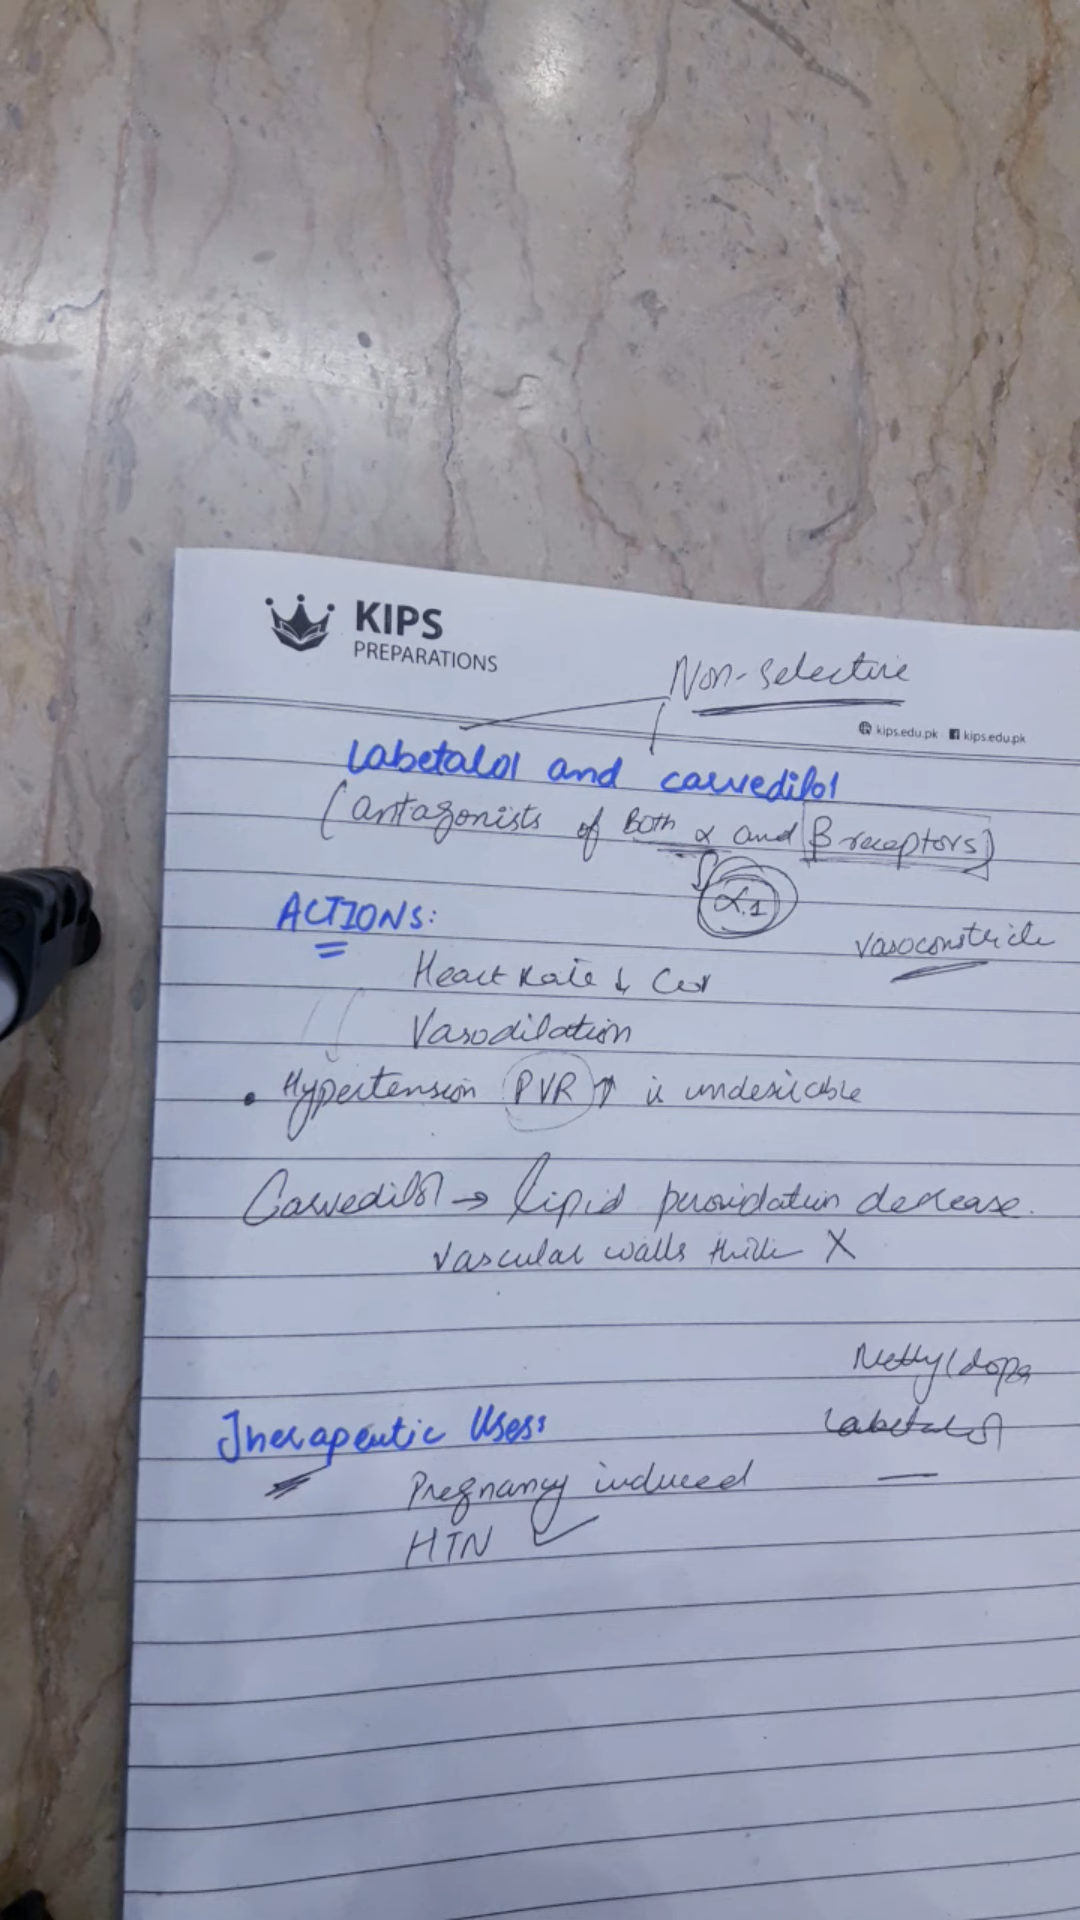 KIPS
PREPARATIONS
Non-selective
kips.edu.pk kips.edu.pk
Labetalol and carvedilol
(antagonists of Both α and β receptors)
α1
ACTIONS:
vasoconstricti
Heart Rate ↓
Vasodilation
• Hypertension PVR ↑ is undesirable
Carvedilol → lipid peroxidation decrease.
vascular walls thick X
Methyldopa
Labetalol
Therapeutic Uses:
Pregnancy induced
HTN ✓